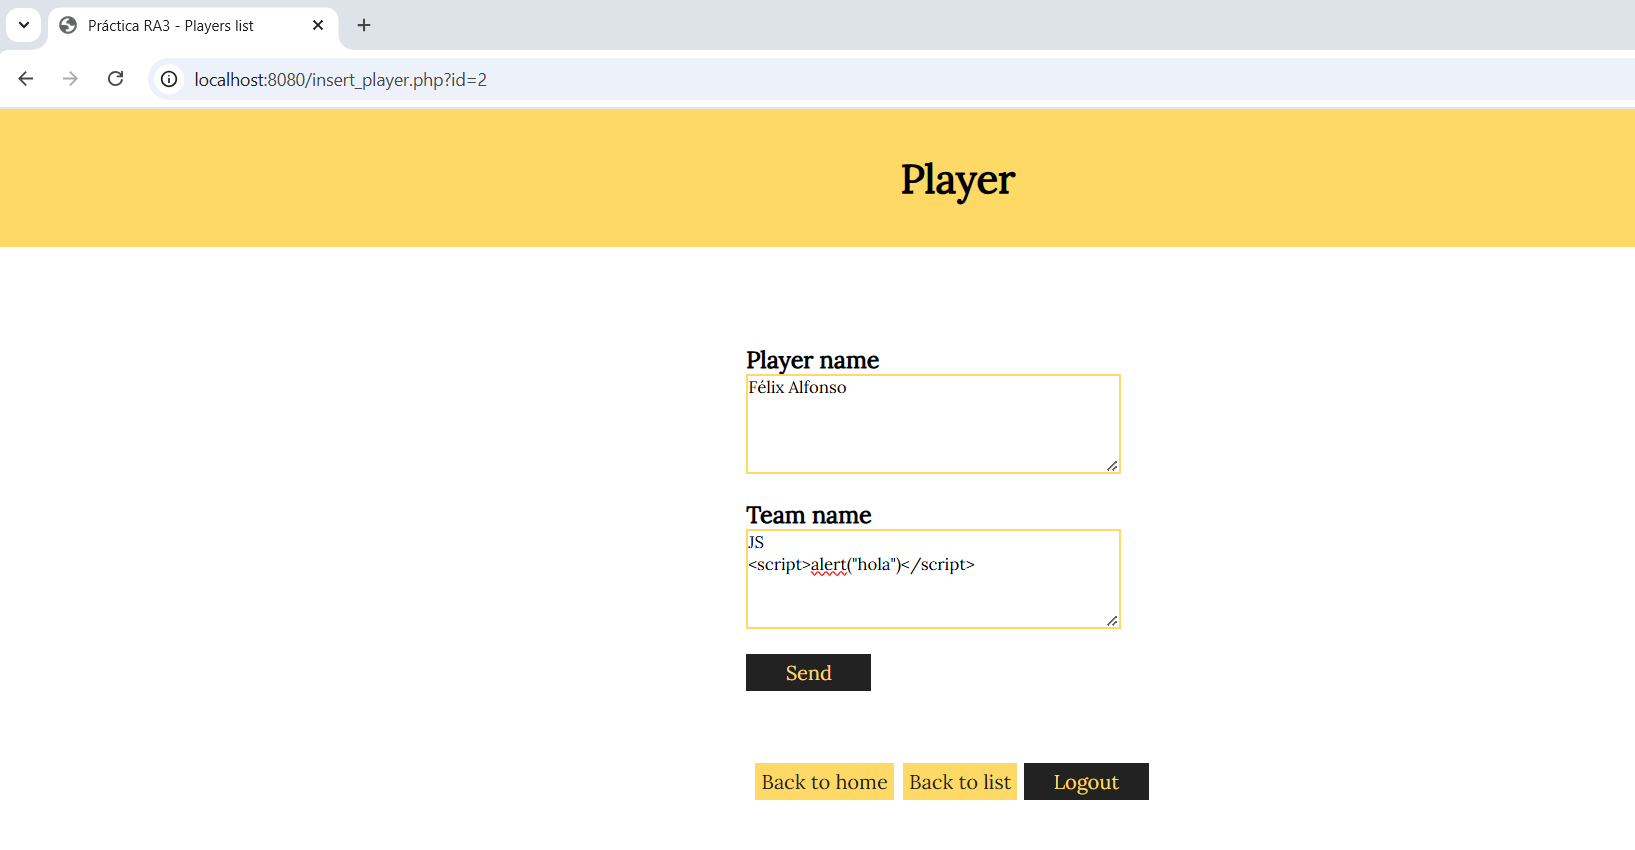 Práctica RA3 - Players list
localhost:8080/insert_player.php?id=2
Player
Player name
Félix Alfonso
Team name
JS
<script>alert("hola")</script>
Send
Back to home Back to list Logout